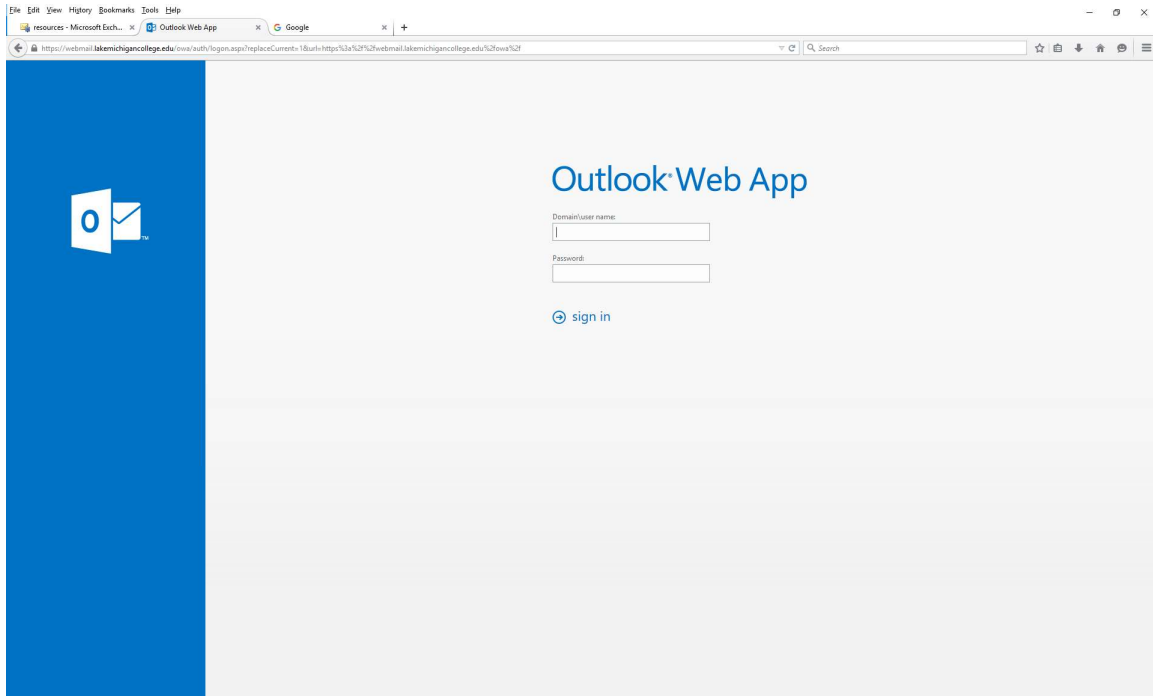 File Edit View History Bookmarks Tools Help
resources - Microsoft Exch... Outlook Web App G Google
https://webmail.lakemichigancollege.edu/owa/auth/logon.aspx?replaceCurrent=1&url=https%3a%2f%2fwebmail.lakemichigancollege.edu%2fowa%2f Search
Outlook Web App
Domain\user name:
Password:
sign in
O
TM